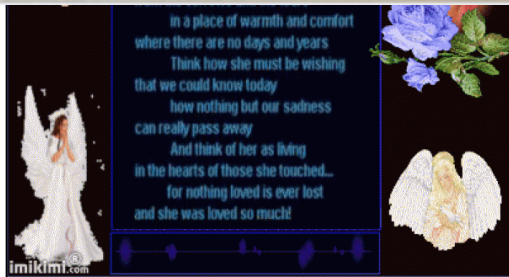 in a place of warmth and comfort
where there are no days and years
Think how she must be wishing
that we could know today
how nothing but our sadness
can really pass away
And think of her as living
in the hearts of those she touched...
for nothing loved is ever lost
and she was loved so much!
imikimi®.com